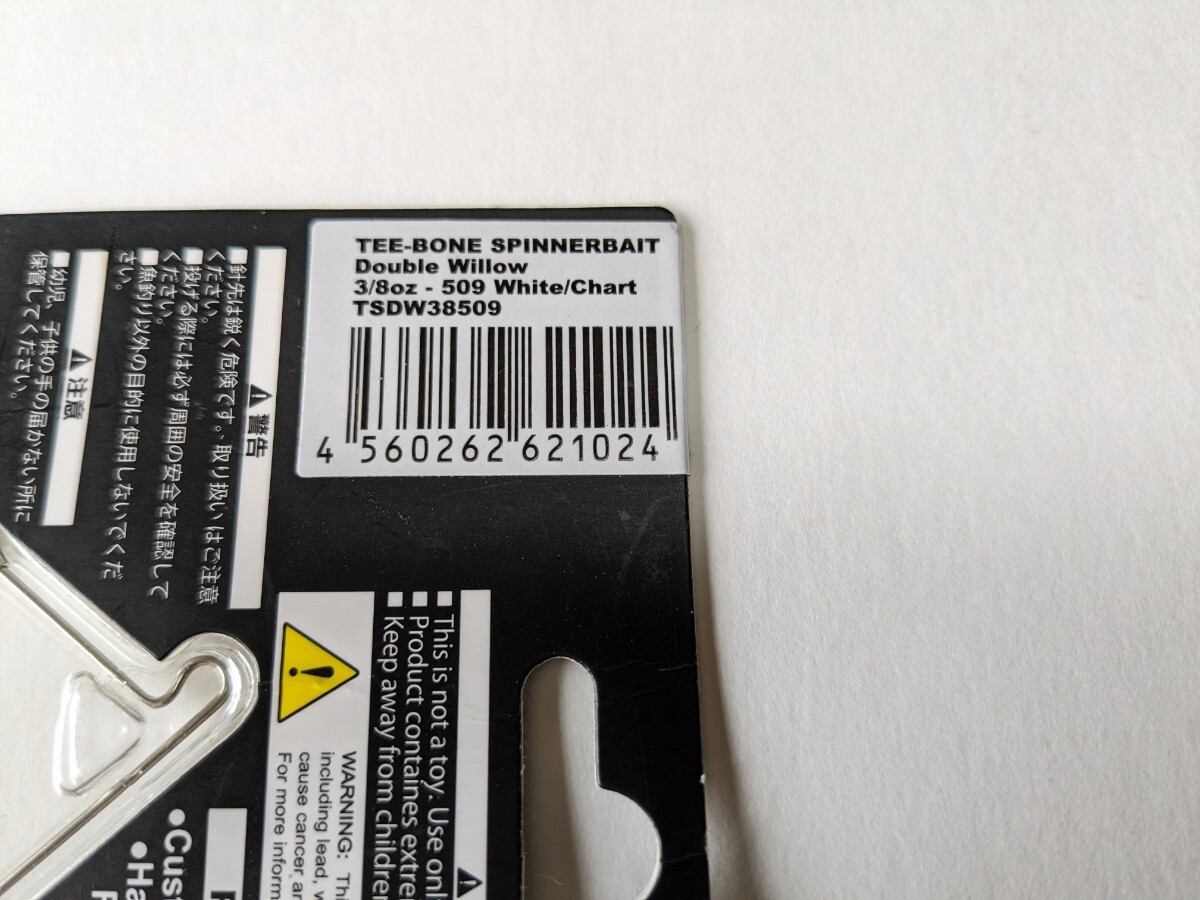 TEE-BONE SPINNERBAIT
Double Willow
3/8oz - 509 White/Chart
TSDW38509
4 560262 621024
警告
■針先は鋭く危険です。取り扱いはご注意
ください。
■投げる際には必ず周囲の安全を確認して
ください。
■魚釣り以外の目的に使用しないでくだ
さい。
注意
■幼児、子供の手の届かない所に
保管してください。
■This is not a toy. Use onl
■Product containes extre
■Keep away from children
WARNING: Thi
including lead, w
cause cancer an
For more inform
●Cust
●Ha